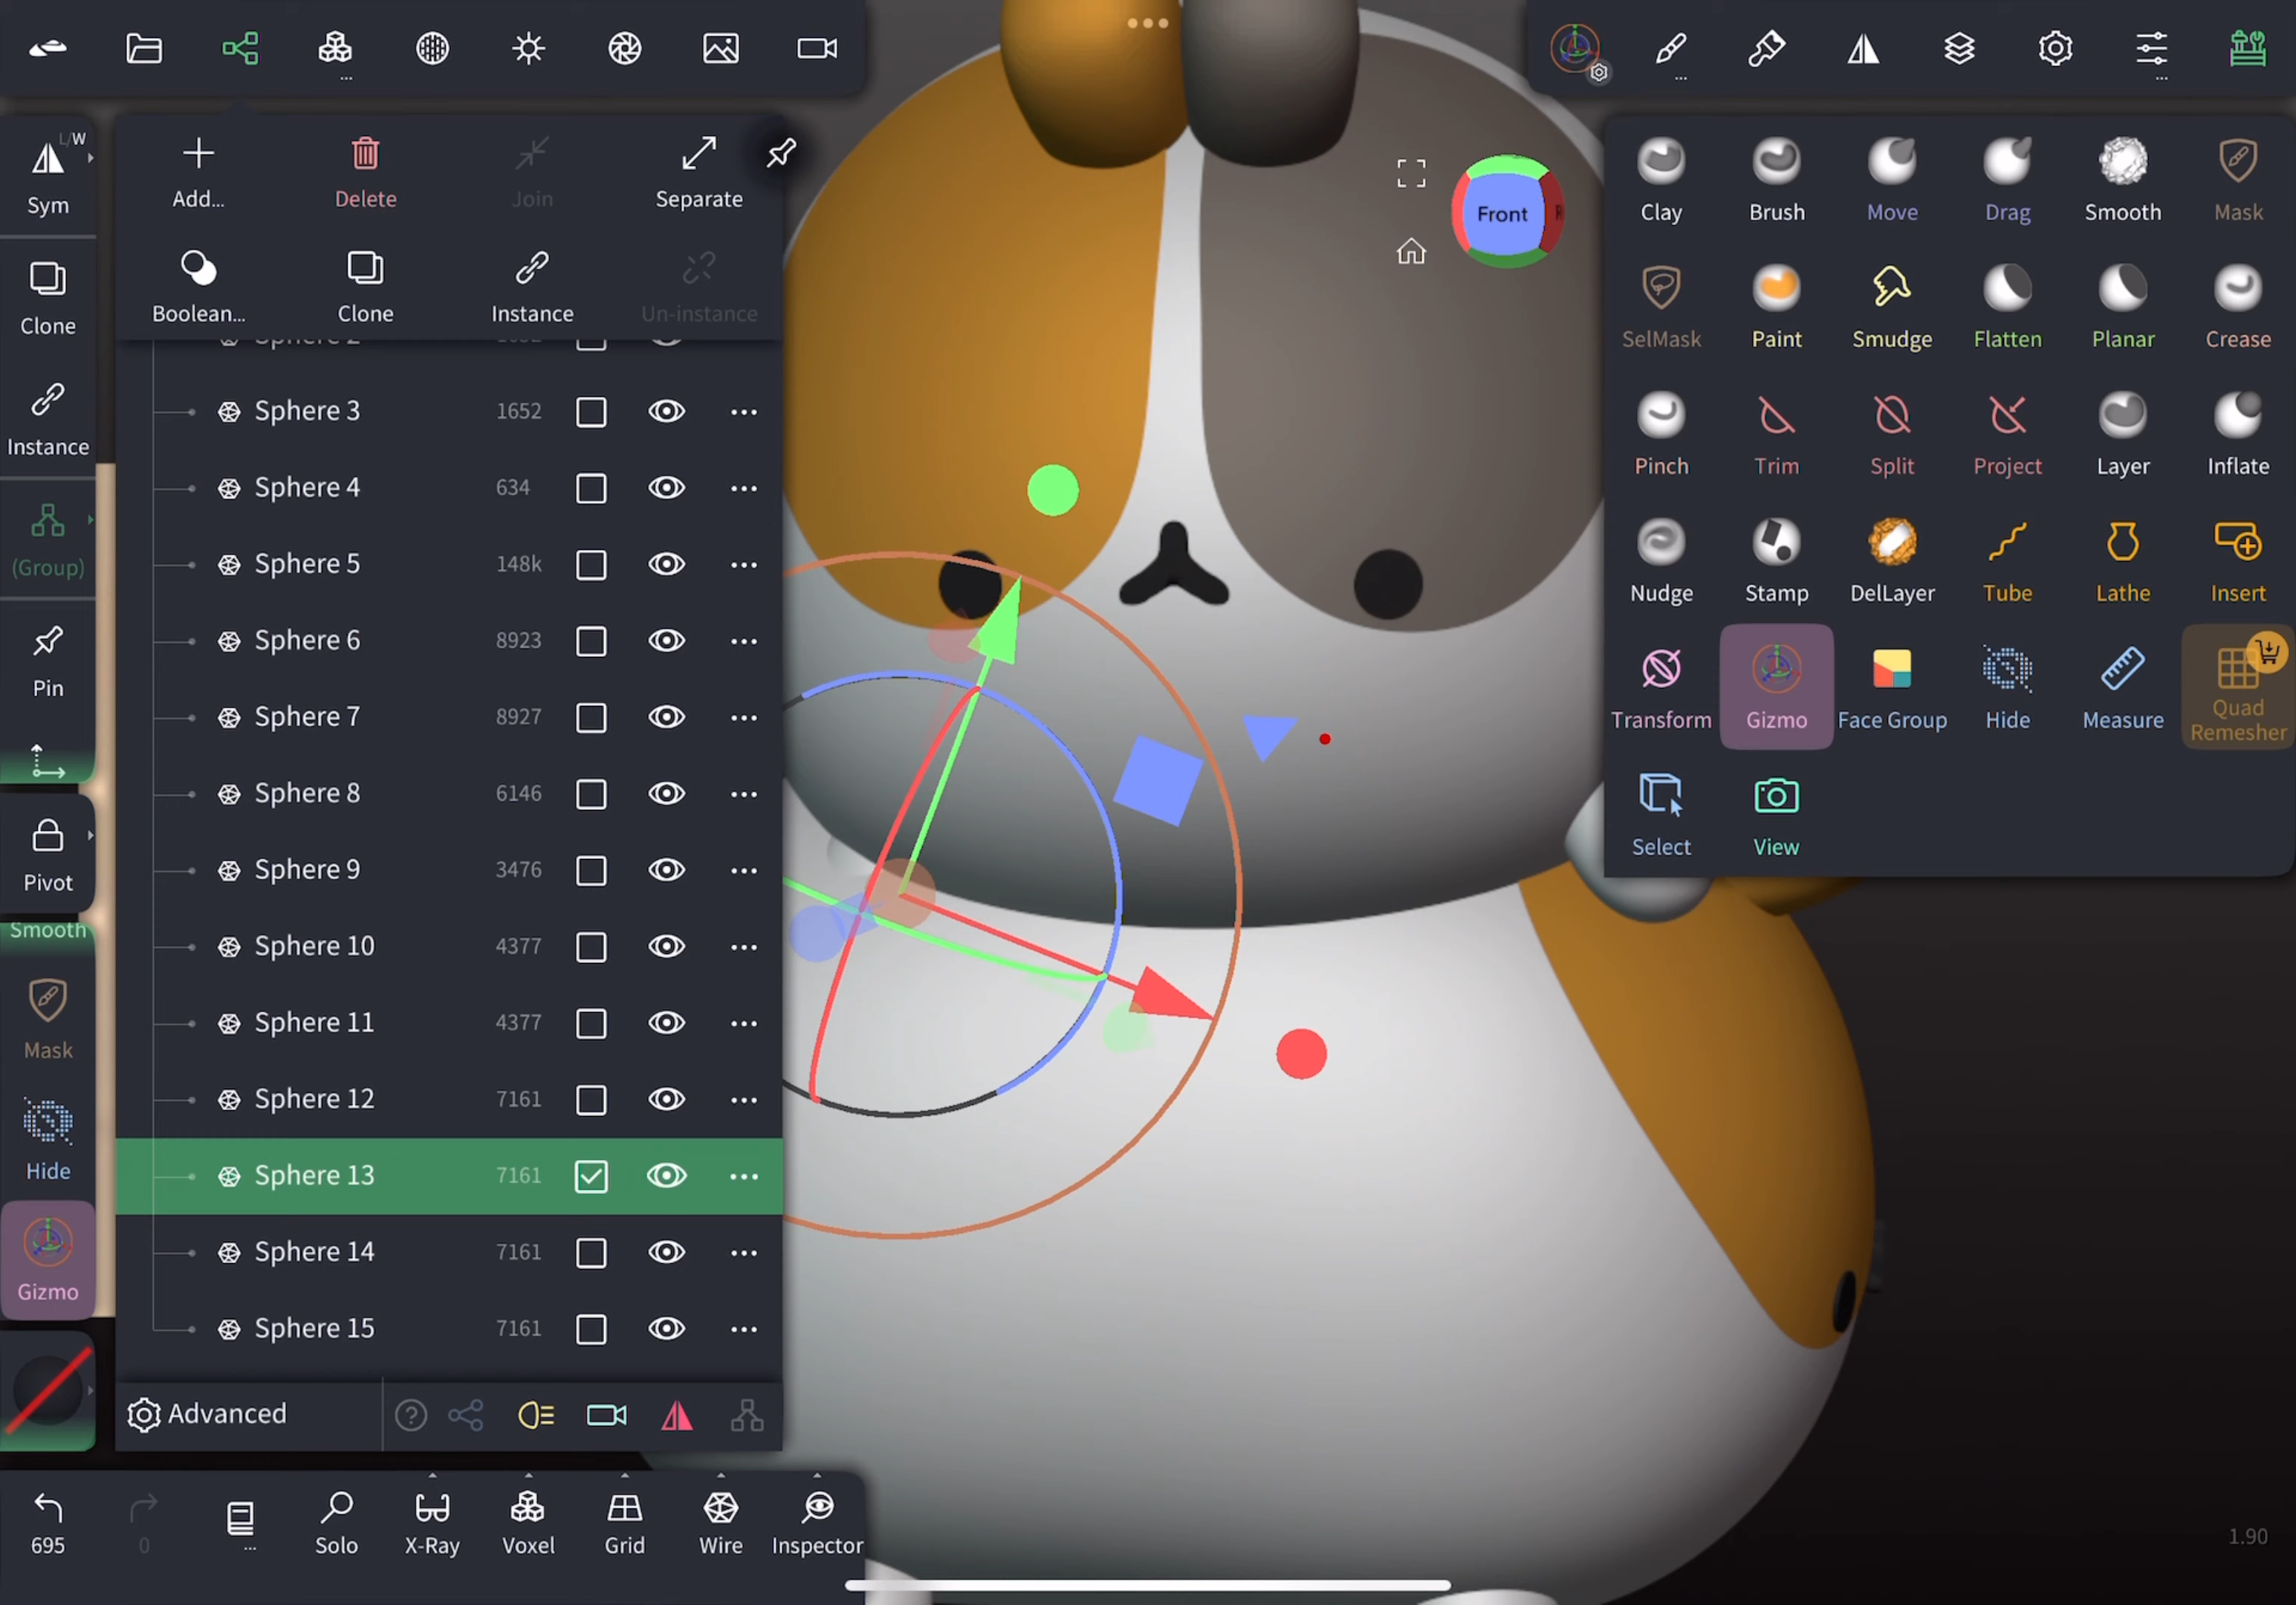 L/W
Sym
Clone
Instance
(Group)
Pin
Pivot
Smooth
Mask
Hide
Gizmo
Add...
Delete
Join
Separate
Boolean...
Clone
Instance
Un-instance
Sphere 2
Sphere 3 1652
Sphere 4 634
Sphere 5 148k
Sphere 6 8923
Sphere 7 8927
Sphere 8 6146
Sphere 9 3476
Sphere 10 4377
Sphere 11 4377
Sphere 12 7161
Sphere 13 7161
Sphere 14 7161
Sphere 15 7161
Advanced
?
695
0
...
Solo
X-Ray
Voxel
Grid
Wire
Inspector
Front
R
Clay
Brush
Move
Drag
Smooth
Mask
SelMask
Paint
Smudge
Flatten
Planar
Crease
Pinch
Trim
Split
Project
Layer
Inflate
Nudge
Stamp
DelLayer
Tube
Lathe
Insert
Transform
Gizmo
Face Group
Hide
Measure
Quad
Remesher
Select
View
1.90